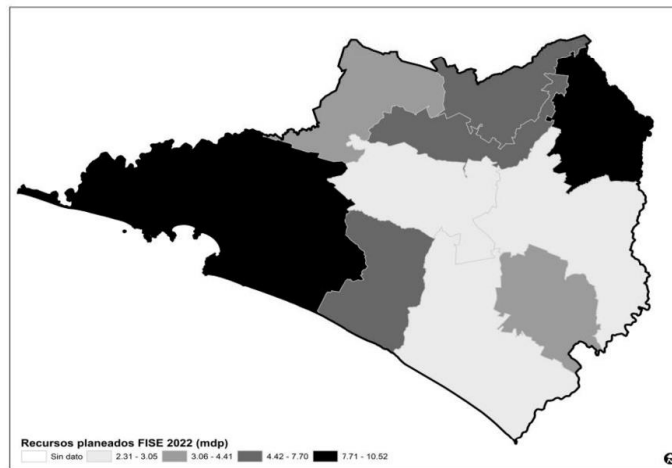 Recursos planeados FISE 2022 (mdp)
Sin dato 2.31 - 3.05 3.06 - 4.41 4.42 - 7.70 7.71 - 10.52